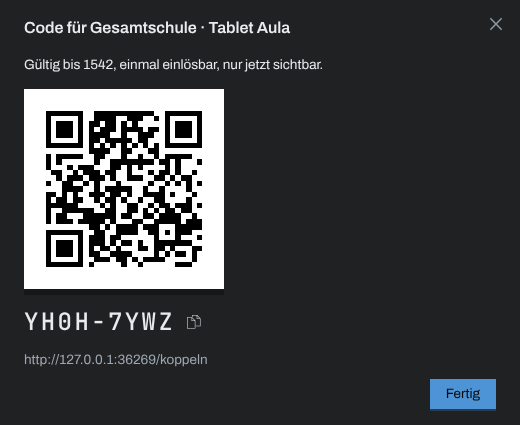 Code für Gesamtschule · Tablet Aula
Gültig bis 1542, einmal einlösbar, nur jetzt sichtbar.
YH0H-7YWZ
http://127.0.0.1:36269/koppeln
Fertig